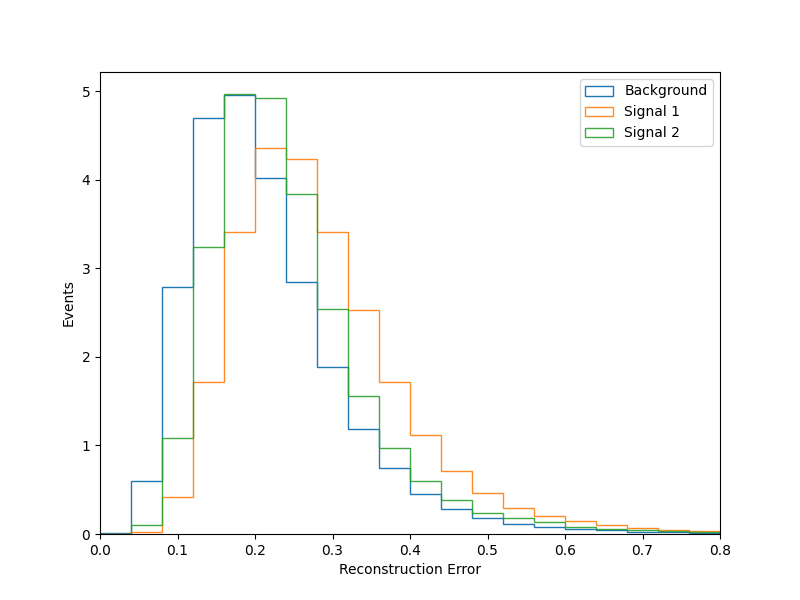 Background
Signal 1
Signal 2
5
4
3
2
1
0
Events
0.0 0.1 0.2 0.3 0.4 0.5 0.6 0.7 0.8
Reconstruction Error